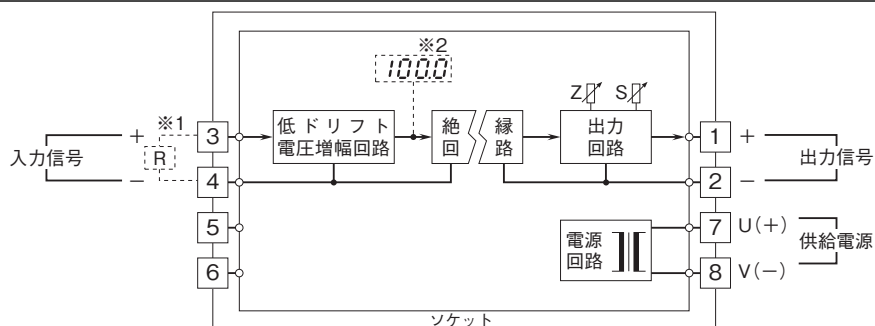 ※2
100.0
Z S
※1
+ 3 低ドリフト
電圧増幅回路 絶
回 縁
路 出力
回路 1 +
入力信号 R 出力信号
− 4 2 −
5 電源
回路 7 U(+)
供給電源
6 8 V(−)
ソケット